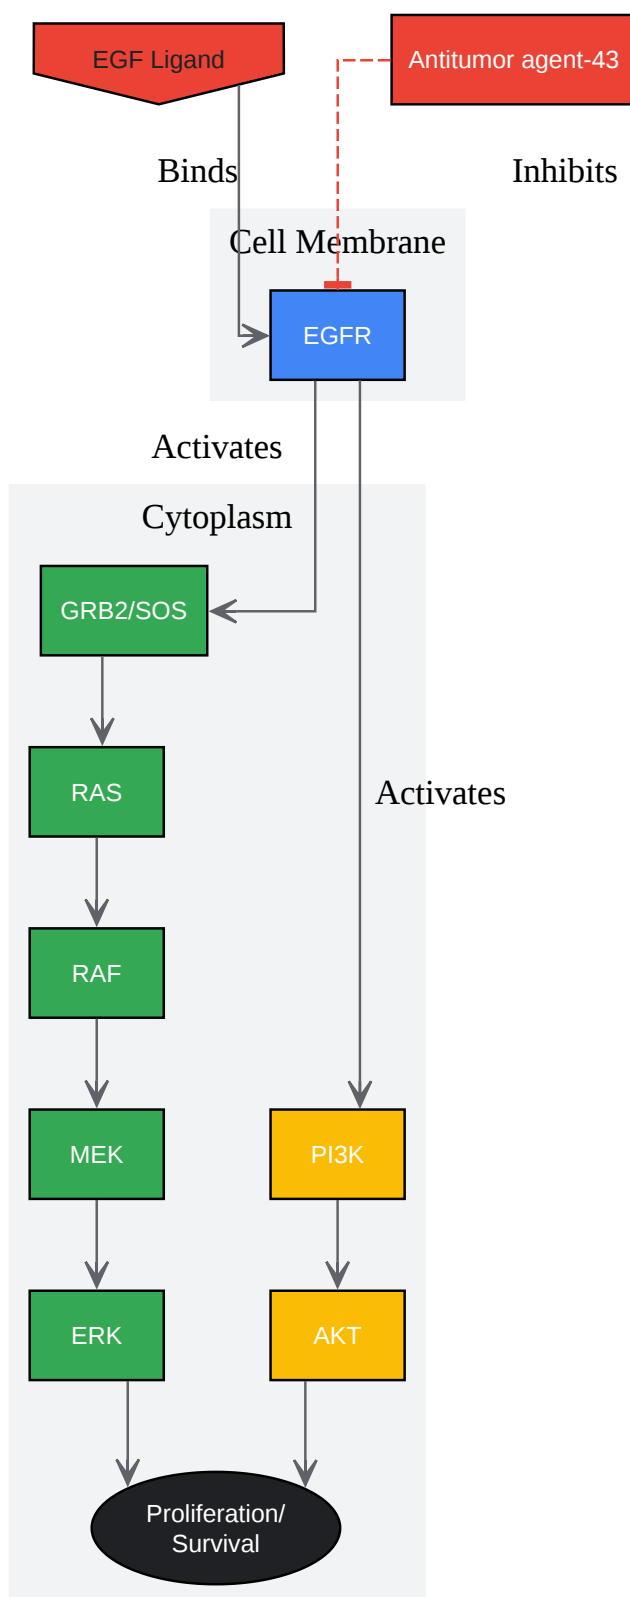 EGF Ligand
Antitumor agent-43
Binds
Inhibits
Cell Membrane
EGFR
Activates
Cytoplasm
GRB2/SOS
RAS
Activates
RAF
MEK
PI3K
ERK
AKT
Proliferation/
Survival